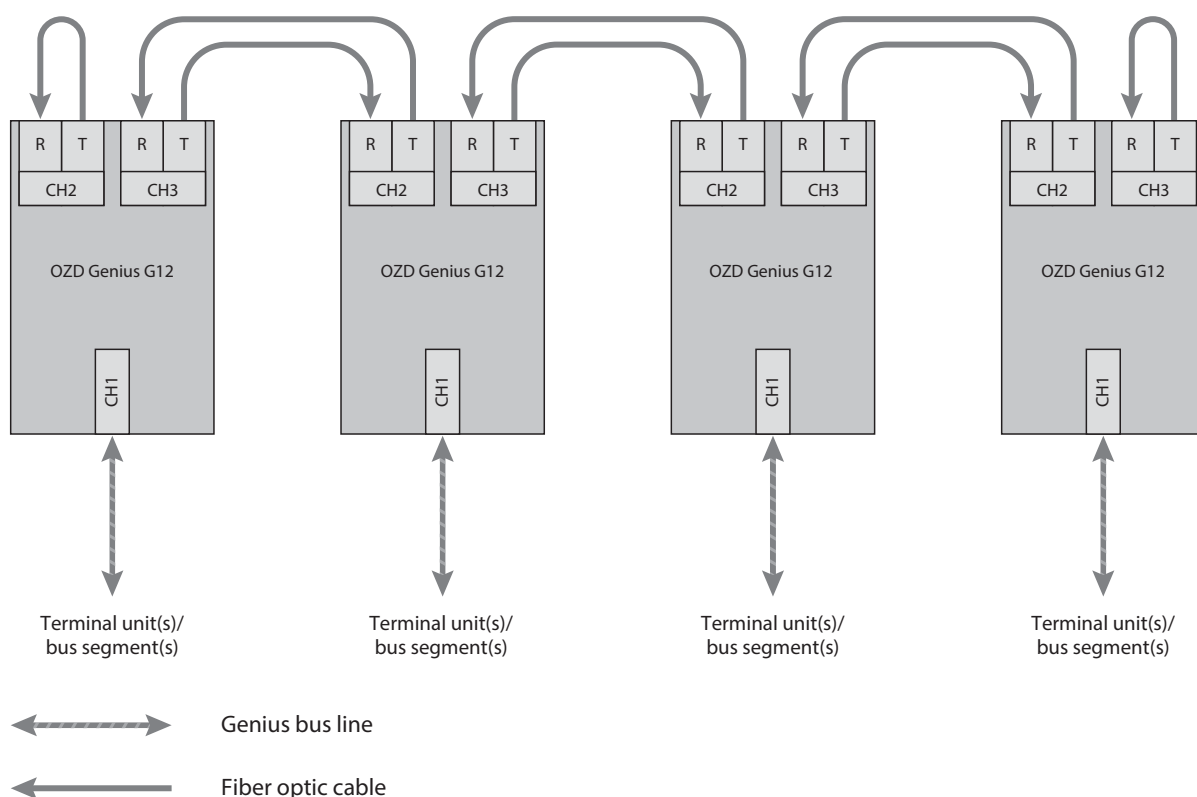 R T R T R T R T R T R T R T R T
CH2 CH3 CH2 CH3 CH2 CH3 CH2 CH3
OZD Genius G12 OZD Genius G12 OZD Genius G12 OZD Genius G12
CH1 CH1 CH1 CH1
Terminal unit(s)/ Terminal unit(s)/ Terminal unit(s)/ Terminal unit(s)/
bus segment(s) bus segment(s) bus segment(s) bus segment(s)
Genius bus line
Fiber optic cable